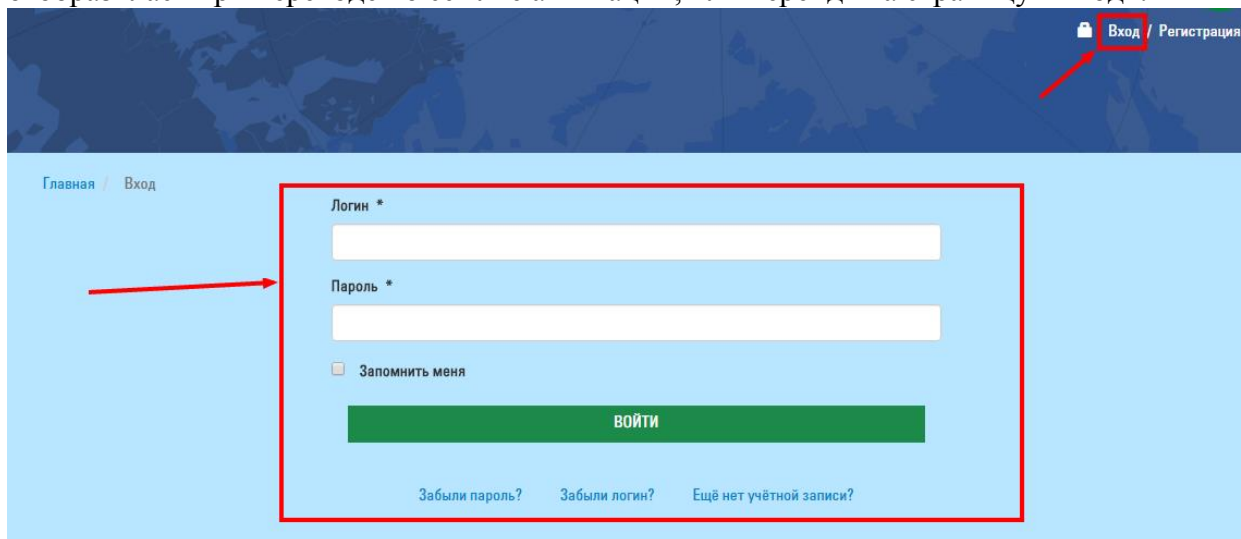 Вход / Регистрация
Главная / Вход
Логин *
Пароль *
Запомнить меня
ВОЙТИ
Забыли пароль? Забыли логин? Ещё нет учётной записи?